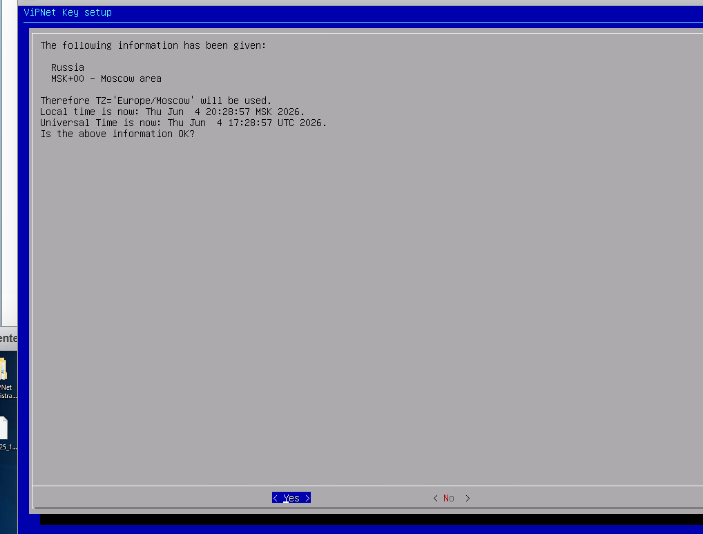 ViPNet Key setup
The following information has been given:
Russia
MSK+00 - Moscow area
Therefore TZ='Europe/Moscow' will be used.
Local time is now: Thu Jun  4 20:28:57 MSK 2026.
Universal Time is now: Thu Jun  4 17:28:57 UTC 2026.
Is the above information OK?
ente
PNet
istra...
25_1...
< Yes >
< No >